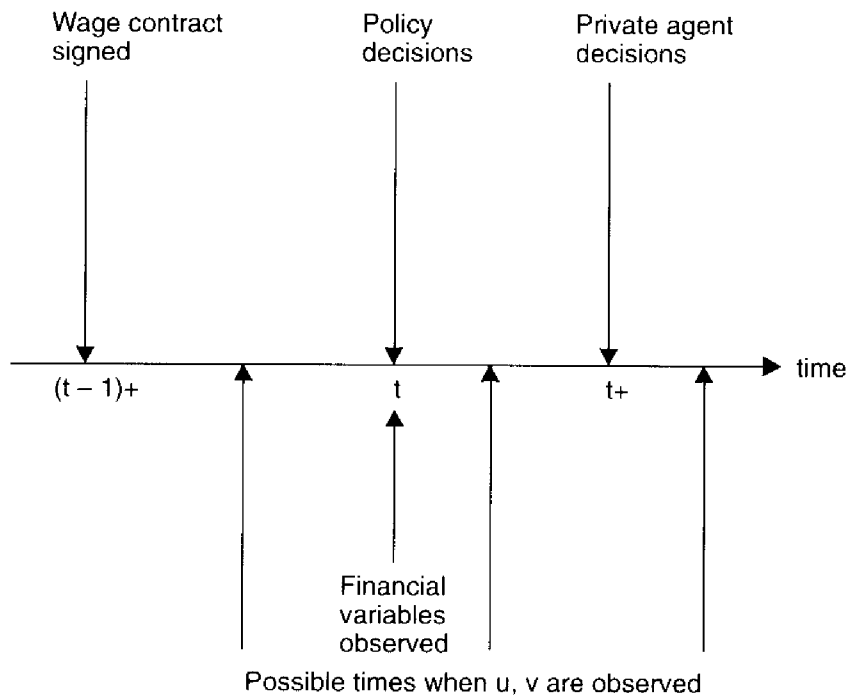 Wage contract
signed
Policy
decisions
Private agent
decisions
time
(t − 1)+
t
t+
Financial
variables
observed
Possible times when u, v are observed